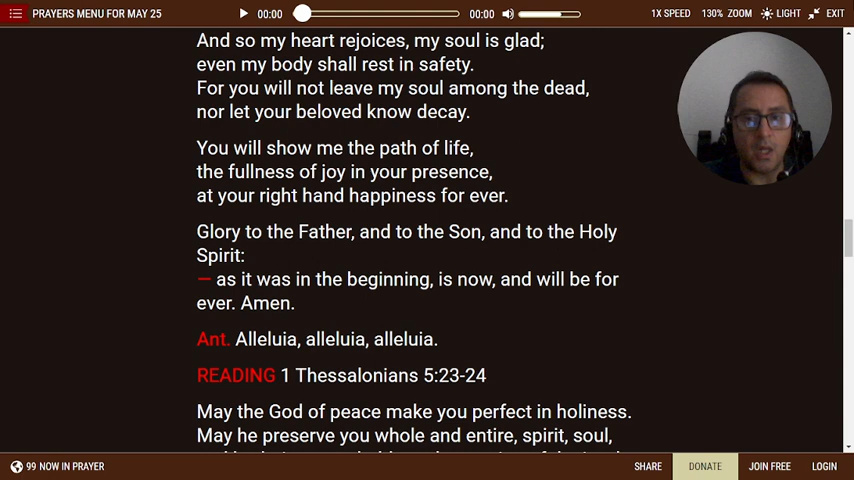 PRAYERS MENU FOR MAY 25 00:00 00:00 1X SPEED 130% ZOOM LIGHT EXIT
And so my heart rejoices, my soul is glad;
even my body shall rest in safety.
For you will not leave my soul among the dead,
nor let your beloved know decay.
You will show me the path of life,
the fullness of joy in your presence,
at your right hand happiness for ever.
Glory to the Father, and to the Son, and to the Holy
Spirit:
— as it was in the beginning, is now, and will be for
ever. Amen.
Ant. Alleluia, alleluia, alleluia.
READING 1 Thessalonians 5:23-24
May the God of peace make you perfect in holiness.
May he preserve you whole and entire, spirit, soul,
99 NOW IN PRAYER SHARE DONATE JOIN FREE LOGIN